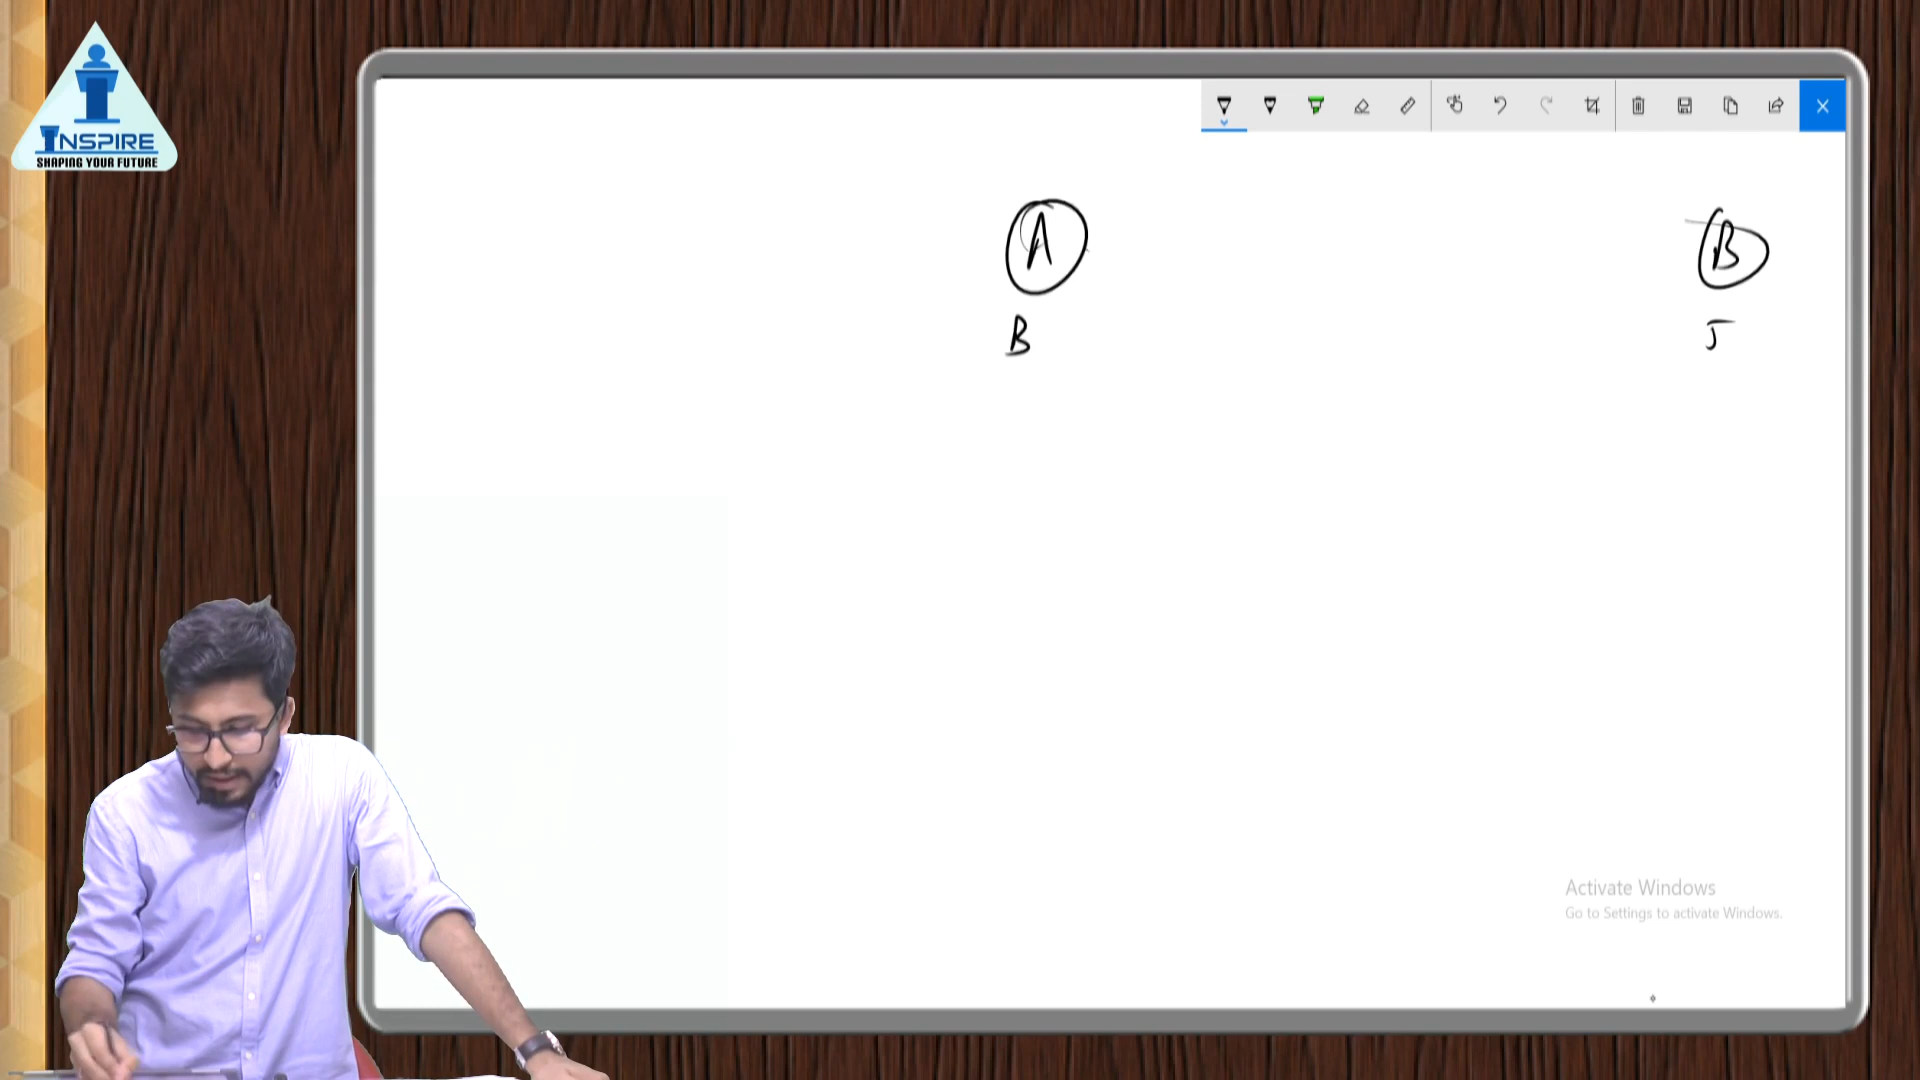 INSPIRE
SHAPING YOUR FUTURE
A B
B J
Activate Windows
Go to Settings to activate Windows.